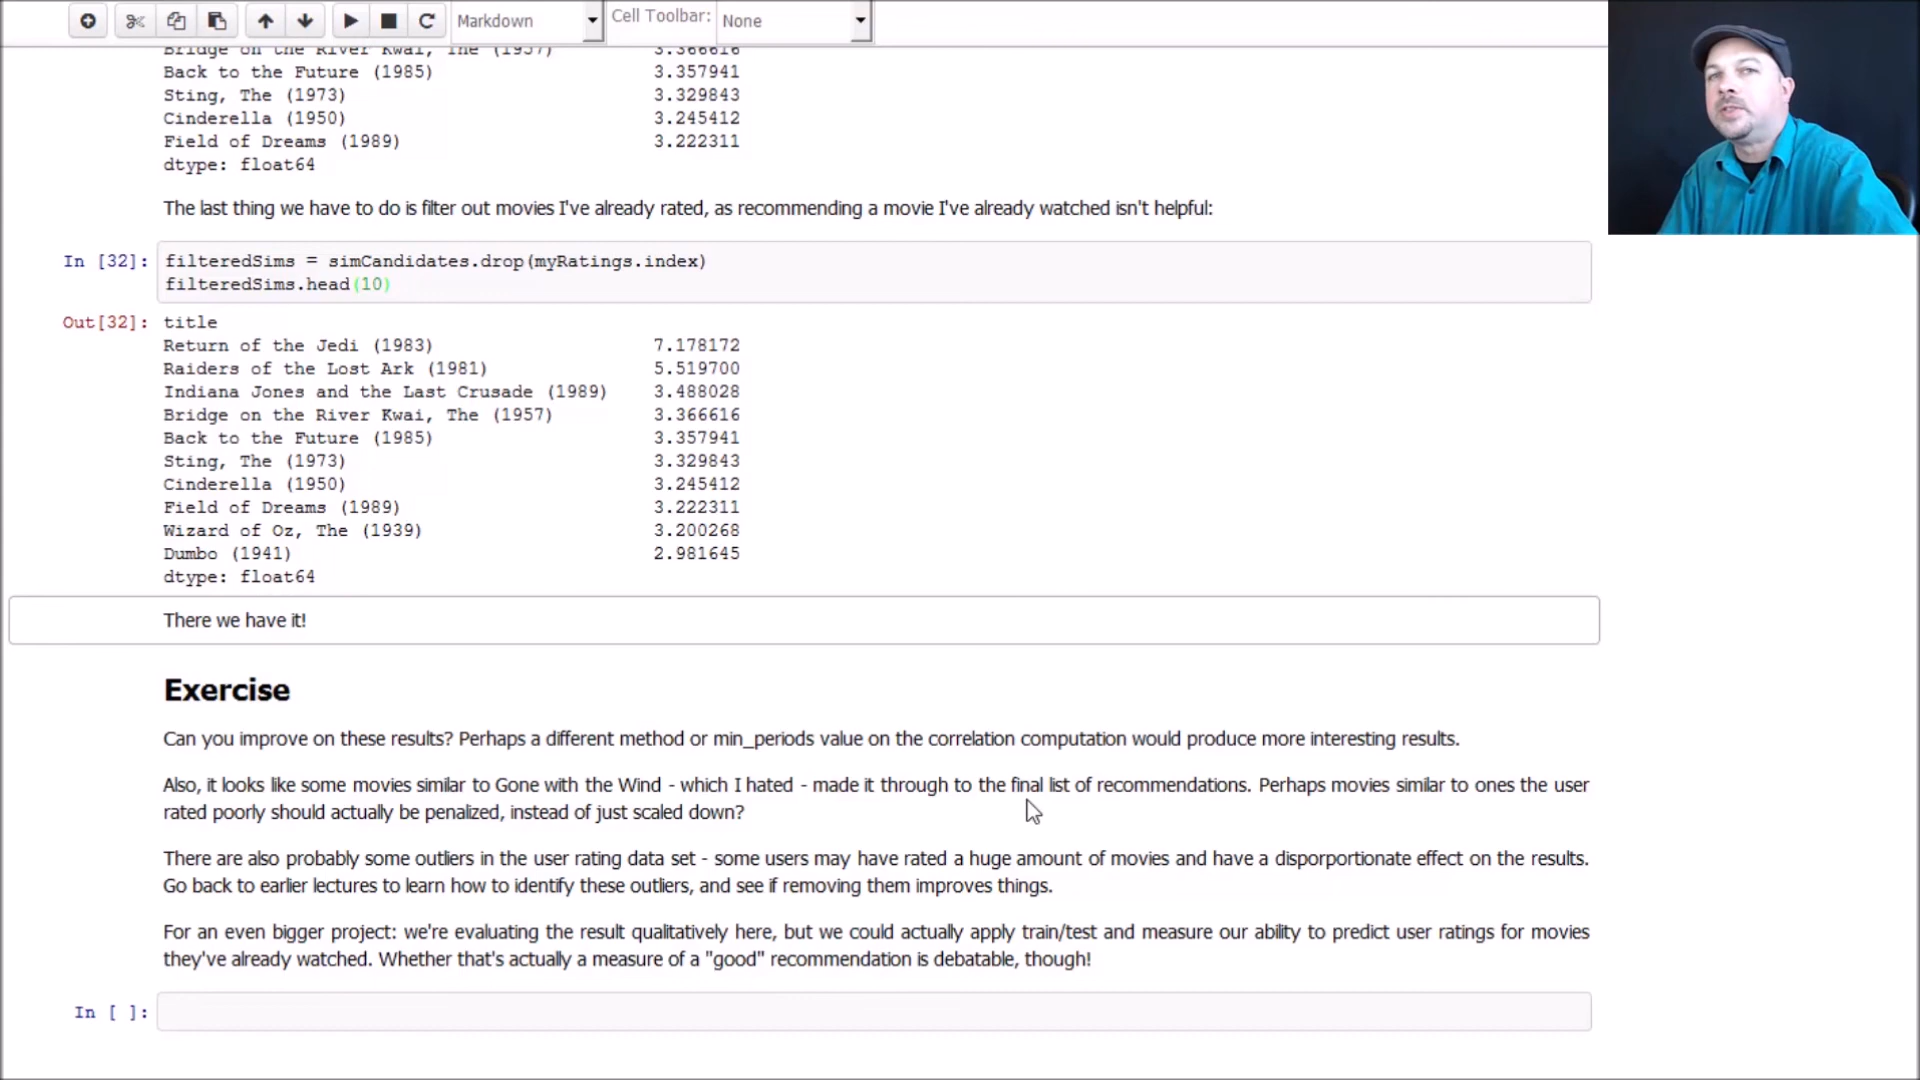 Markdown
Cell Toolbar:
None
Bridge on the River Kwai, The (1957) 3.366616
Back to the Future (1985) 3.357941
Sting, The (1973) 3.329843
Cinderella (1950) 3.245412
Field of Dreams (1989) 3.222311
dtype: float64
The last thing we have to do is filter out movies I've already rated, as recommending a movie I've already watched isn't helpful:
In [32]: filteredSims = simCandidates.drop(myRatings.index)
filteredSims.head(10)
Out[32]: title
Return of the Jedi (1983) 7.178172
Raiders of the Lost Ark (1981) 5.519700
Indiana Jones and the Last Crusade (1989) 3.488028
Bridge on the River Kwai, The (1957) 3.366616
Back to the Future (1985) 3.357941
Sting, The (1973) 3.329843
Cinderella (1950) 3.245412
Field of Dreams (1989) 3.222311
Wizard of Oz, The (1939) 3.200268
Dumbo (1941) 2.981645
dtype: float64
There we have it!
Exercise
Can you improve on these results? Perhaps a different method or min_periods value on the correlation computation would produce more interesting results.
Also, it looks like some movies similar to Gone with the Wind - which I hated - made it through to the final list of recommendations. Perhaps movies similar to ones the user
rated poorly should actually be penalized, instead of just scaled down?
There are also probably some outliers in the user rating data set - some users may have rated a huge amount of movies and have a disporportionate effect on the results.
Go back to earlier lectures to learn how to identify these outliers, and see if removing them improves things.
For an even bigger project: we're evaluating the result qualitatively here, but we could actually apply train/test and measure our ability to predict user ratings for movies
they've already watched. Whether that's actually a measure of a "good" recommendation is debatable, though!
In [ ]: